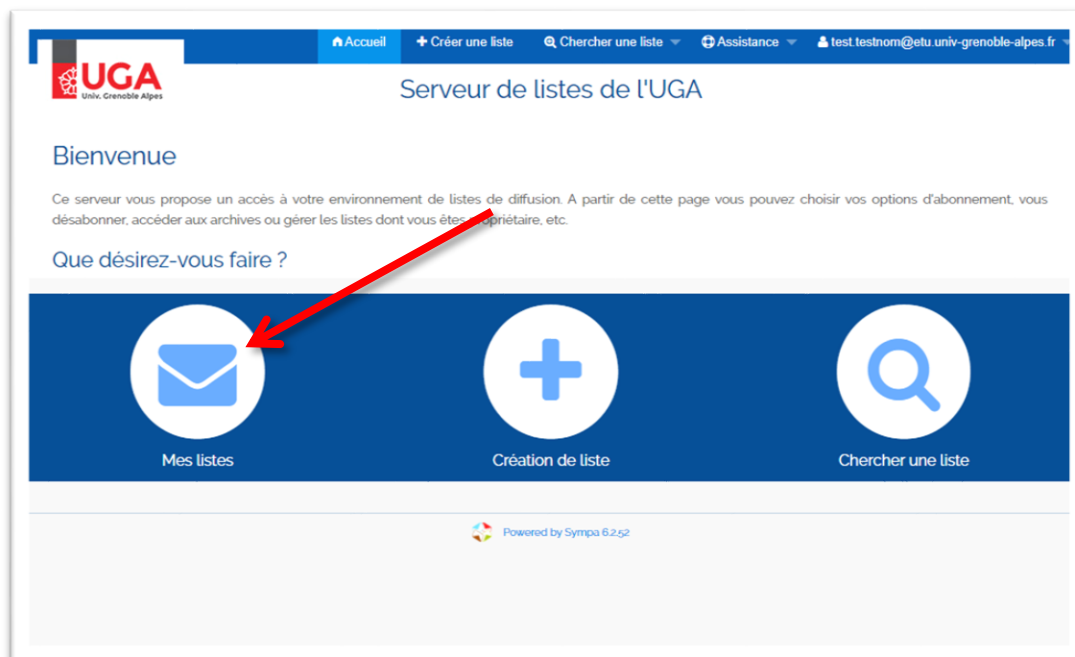 Accueil + Créer une liste Chercher une liste Assistance test.testnom@etu.univ-grenoble-alpes.fr
UGA
Univ. Grenoble Alpes
Serveur de listes de l'UGA
Bienvenue
Ce serveur vous propose un accès à votre environnement de listes de diffusion. A partir de cette page vous pouvez choisir vos options d'abonnement, vous
désabonner, accéder aux archives ou gérer les listes dont vous êtes propriétaire, etc.
Que désirez-vous faire ?
Mes listes Création de liste Chercher une liste
Powered by Sympa 6.2.52